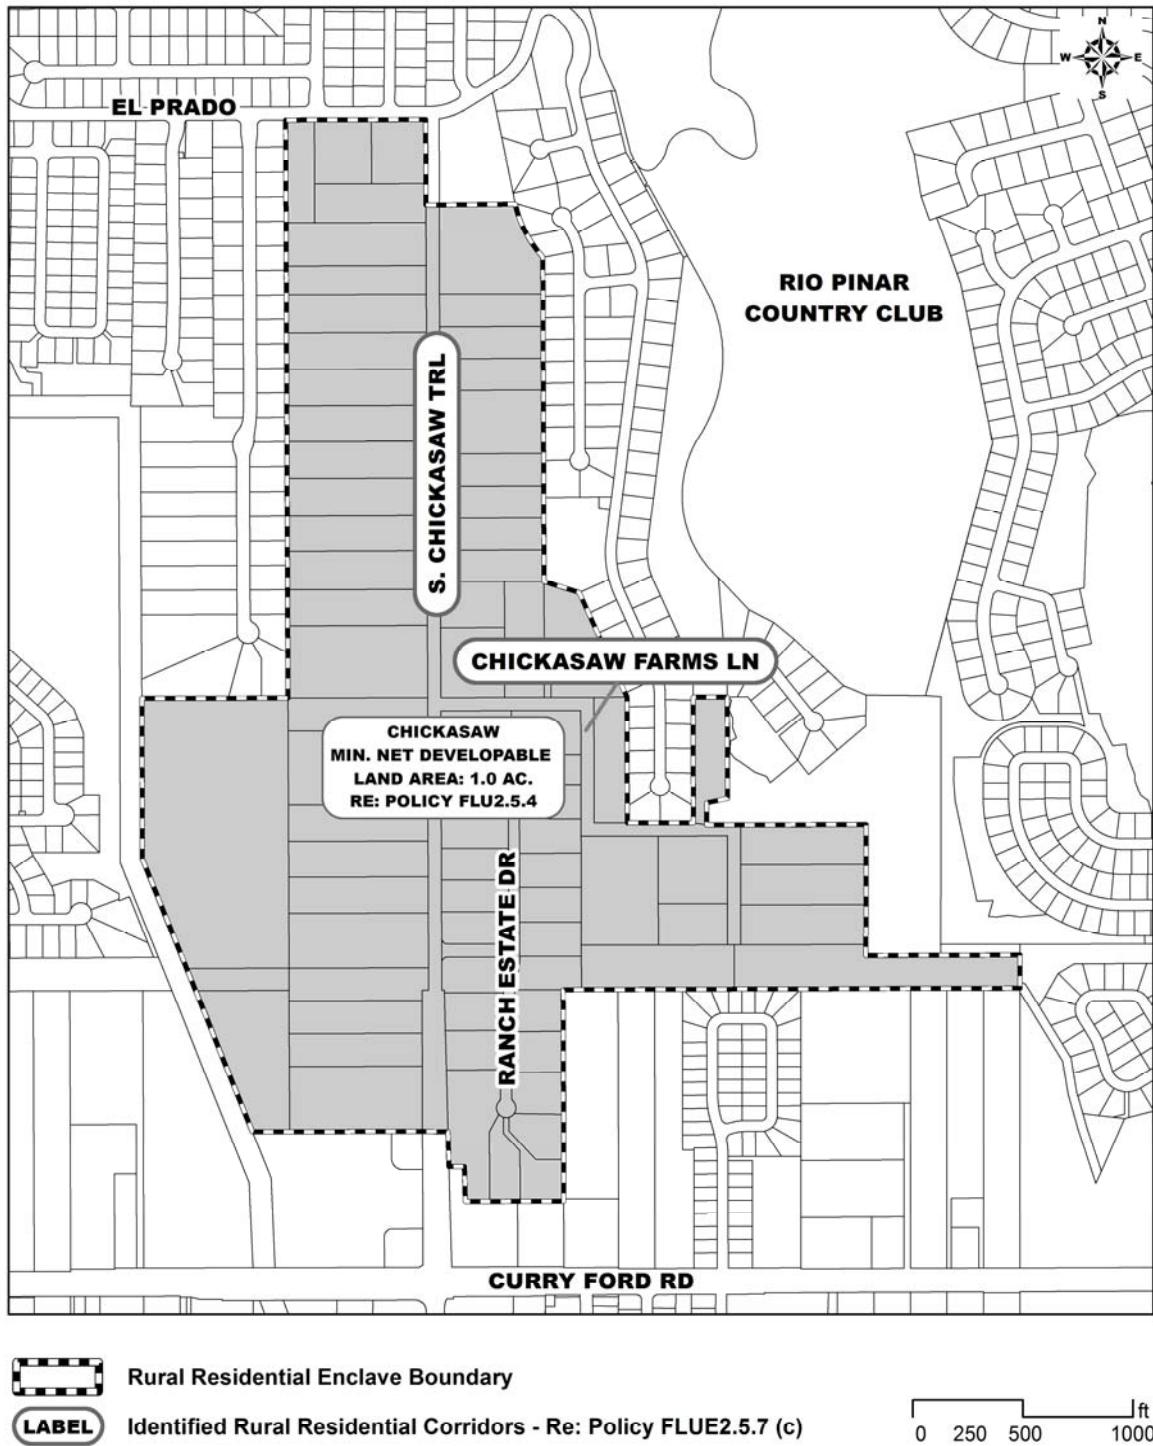 N
W E
S
EL PRADO
RIO PINAR
COUNTRY CLUB
S. CHICKASAW TRL
CHICKASAW FARMS LN
CHICKASAW
MIN. NET DEVELOPABLE
LAND AREA: 1.0 AC.
RE: POLICY FLU2.5.4
RANCH ESTATE DR
CURRY FORD RD
Rural Residential Enclave Boundary
LABEL Identified Rural Residential Corridors - Re: Policy FLUE2.5.7 (c)
ft
0 250 500 1000